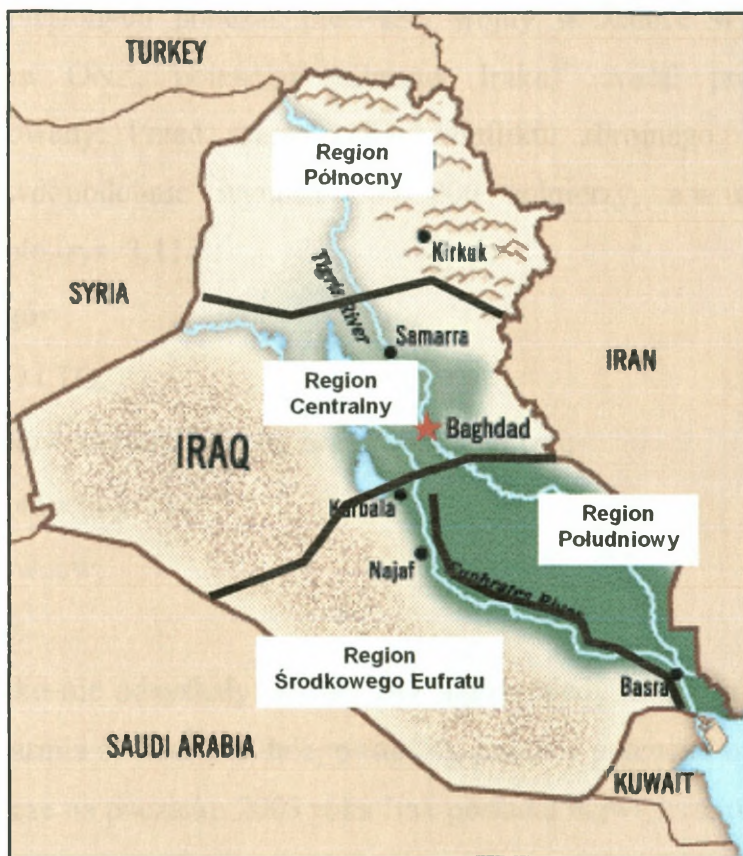 TURKEY
Region
Północny
Kirkuk
Tigris River
SYRIA
Samarra
IRAN
Region
Centralny
Baghdad
IRAQ
Karbala
Region
Południowy
Najaf
Euphrates River
Region
Środkowego Eufratu
Basra
SAUDI ARABIA
KUWAIT